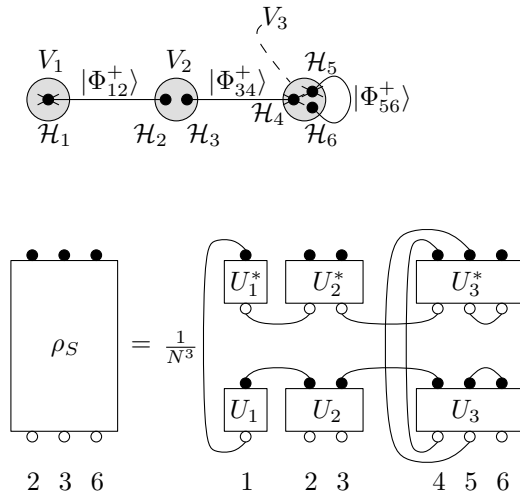 V₃
V₁ V₂ ℋ₅
|Φ⁺₁₂⟩ |Φ⁺₃₄⟩ |Φ⁺₅₆⟩
ℋ₁ ℋ₂ ℋ₃ ℋ₄ ℋ₆
U₁* U₂* U₃*
ρ_S = 1/N³
U₁ U₂ U₃
2 3 6 1 2 3 4 5 6